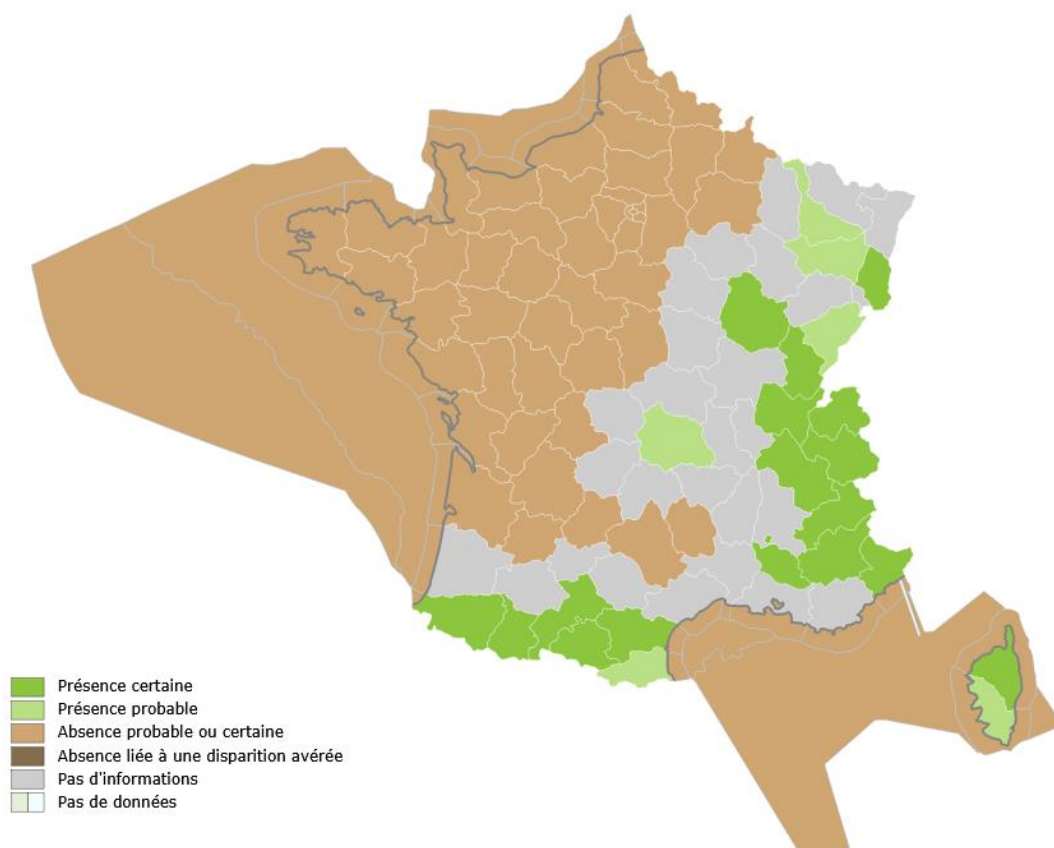 Présence certaine
Présence probable
Absence probable ou certaine
Absence liée à une disparition avérée
Pas d'informations
Pas de données